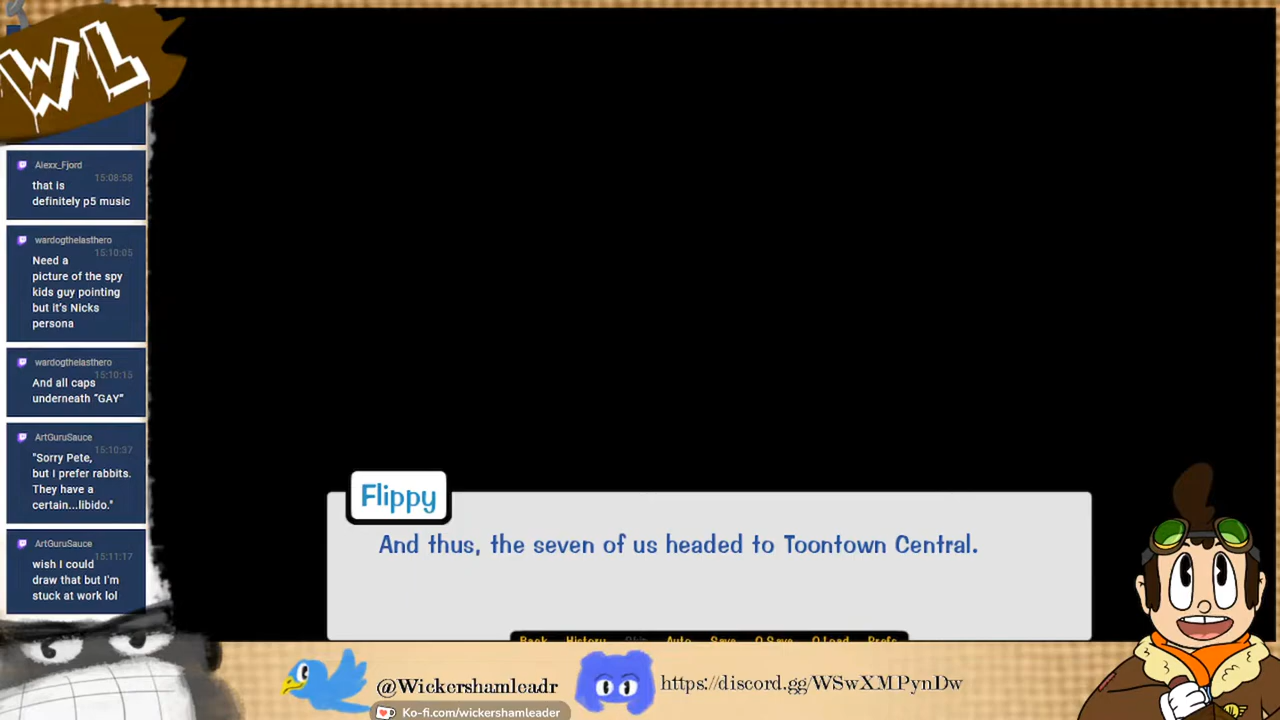 WL
Alexx_Fjord
15:08:58
that is
definitely p5 music
wardogthelasthero
15:10:05
Need a
picture of the spy
kids guy pointing
but it's Nicks
persona
wardogthelasthero
15:10:15
And all caps
underneath “GAY”
ArtGuruSauce
15:10:37
"Sorry Pete,
but I prefer rabbits.
They have a
certain...libido."
ArtGuruSauce
15:11:17
wish I could
draw that but I'm
stuck at work lol
Flippy
And thus, the seven of us headed to Toontown Central.
Back History Skip Auto Save Q.Save Q.Load Prefs
@Wickershamleadr
https://discord.gg/WSwXMPynDw
Ko-fi.com/wickershamleader